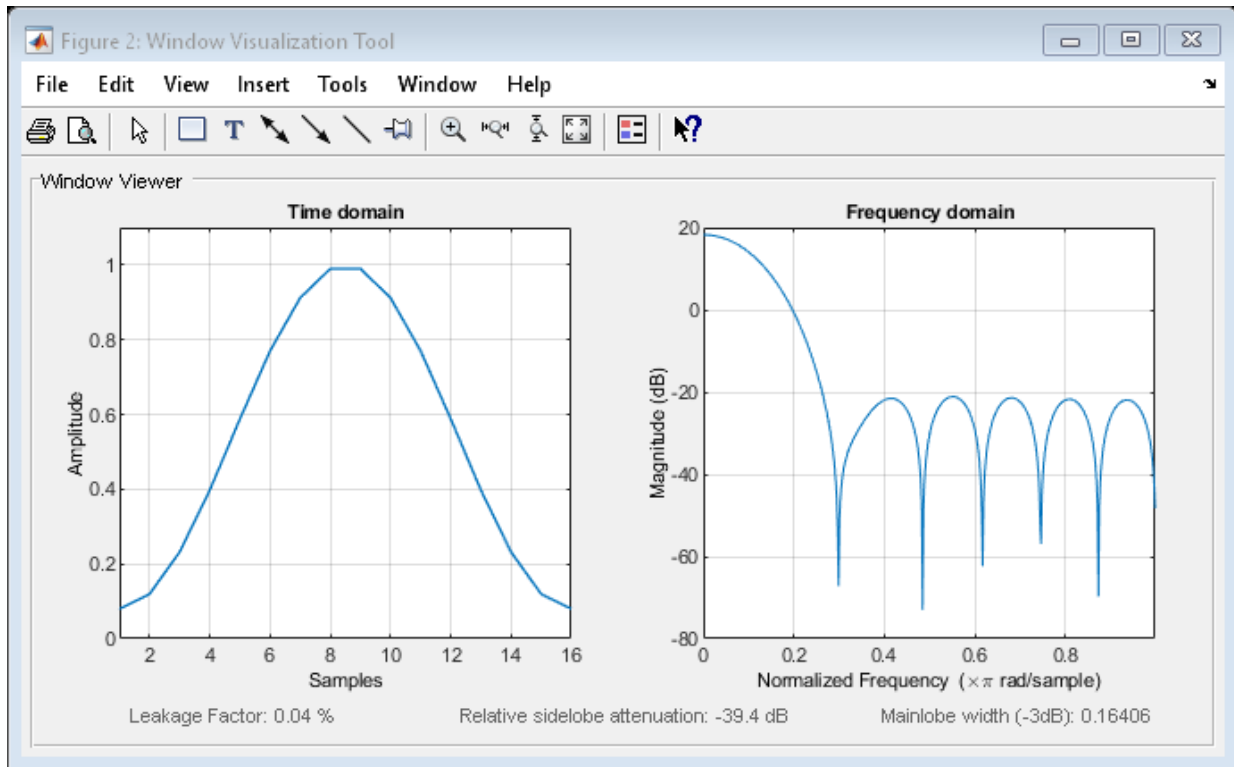 Figure 2: Window Visualization Tool
File Edit View Insert Tools Window Help
T
Q
?
Window Viewer
Time domain
1
0.8
0.6
0.4
0.2
0
Amplitude
2 4 6 8 10 12 14 16
Samples
Frequency domain
20
0
-20
-40
-60
-80
Magnitude (dB)
0 0.2 0.4 0.6 0.8
Normalized Frequency (×π rad/sample)
Leakage Factor: 0.04 %
Relative sidelobe attenuation: -39.4 dB
Mainlobe width (-3dB): 0.16406